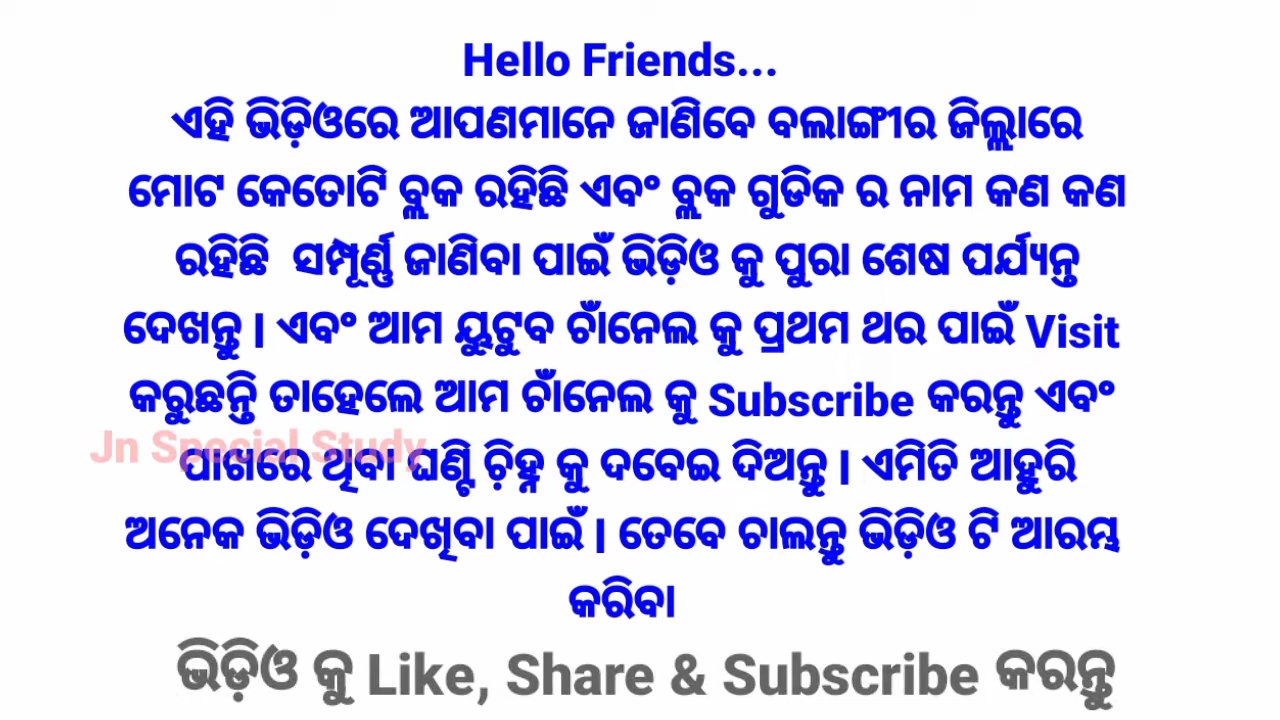 Hello Friends...
ଏହି ଭିଡ଼ିଓରେ ଆପଣମାନେ ଜାଣିବେ ବଲାଙ୍ଗୀର ଜିଲ୍ଲାରେ
ମୋଟ କେତୋଟି ବ୍ଲକ ରହିଛି ଏବଂ ବ୍ଲକ ଗୁଡିକ ର ନାମ କଣ କଣ
ରହିଛି ସମ୍ପୂର୍ଣ୍ଣ ଜାଣିବା ପାଇଁ ଭିଡ଼ିଓ କୁ ପୁରା ଶେଷ ପର୍ଯ୍ୟନ୍ତ
ଦେଖନ୍ତୁ । ଏବଂ ଆମ ୟୁଟୁବ ଚାଁନେଲ କୁ ପ୍ରଥମ ଥର ପାଇଁ Visit
କରୁଛନ୍ତି ତାହେଲେ ଆମ ଚାଁନେଲ କୁ Subscribe କରନ୍ତୁ ଏବଂ
Jn Special Study
ପାଖରେ ଥିବା ଘଣ୍ଟି ଚ଼ିହ୍ନ କୁ ଦବେଇ ଦିଅନ୍ତୁ । ଏମିତି ଆହୁରି
ଅନେକ ଭିଡ଼ିଓ ଦେଖିବା ପାଇଁ । ତେବେ ଚାଲନ୍ତୁ ଭିଡ଼ିଓ ଟି ଆରମ୍ଭ
କରିବା
ଭିଡ଼ିଓ କୁ Like, Share & Subscribe କରନ୍ତୁ